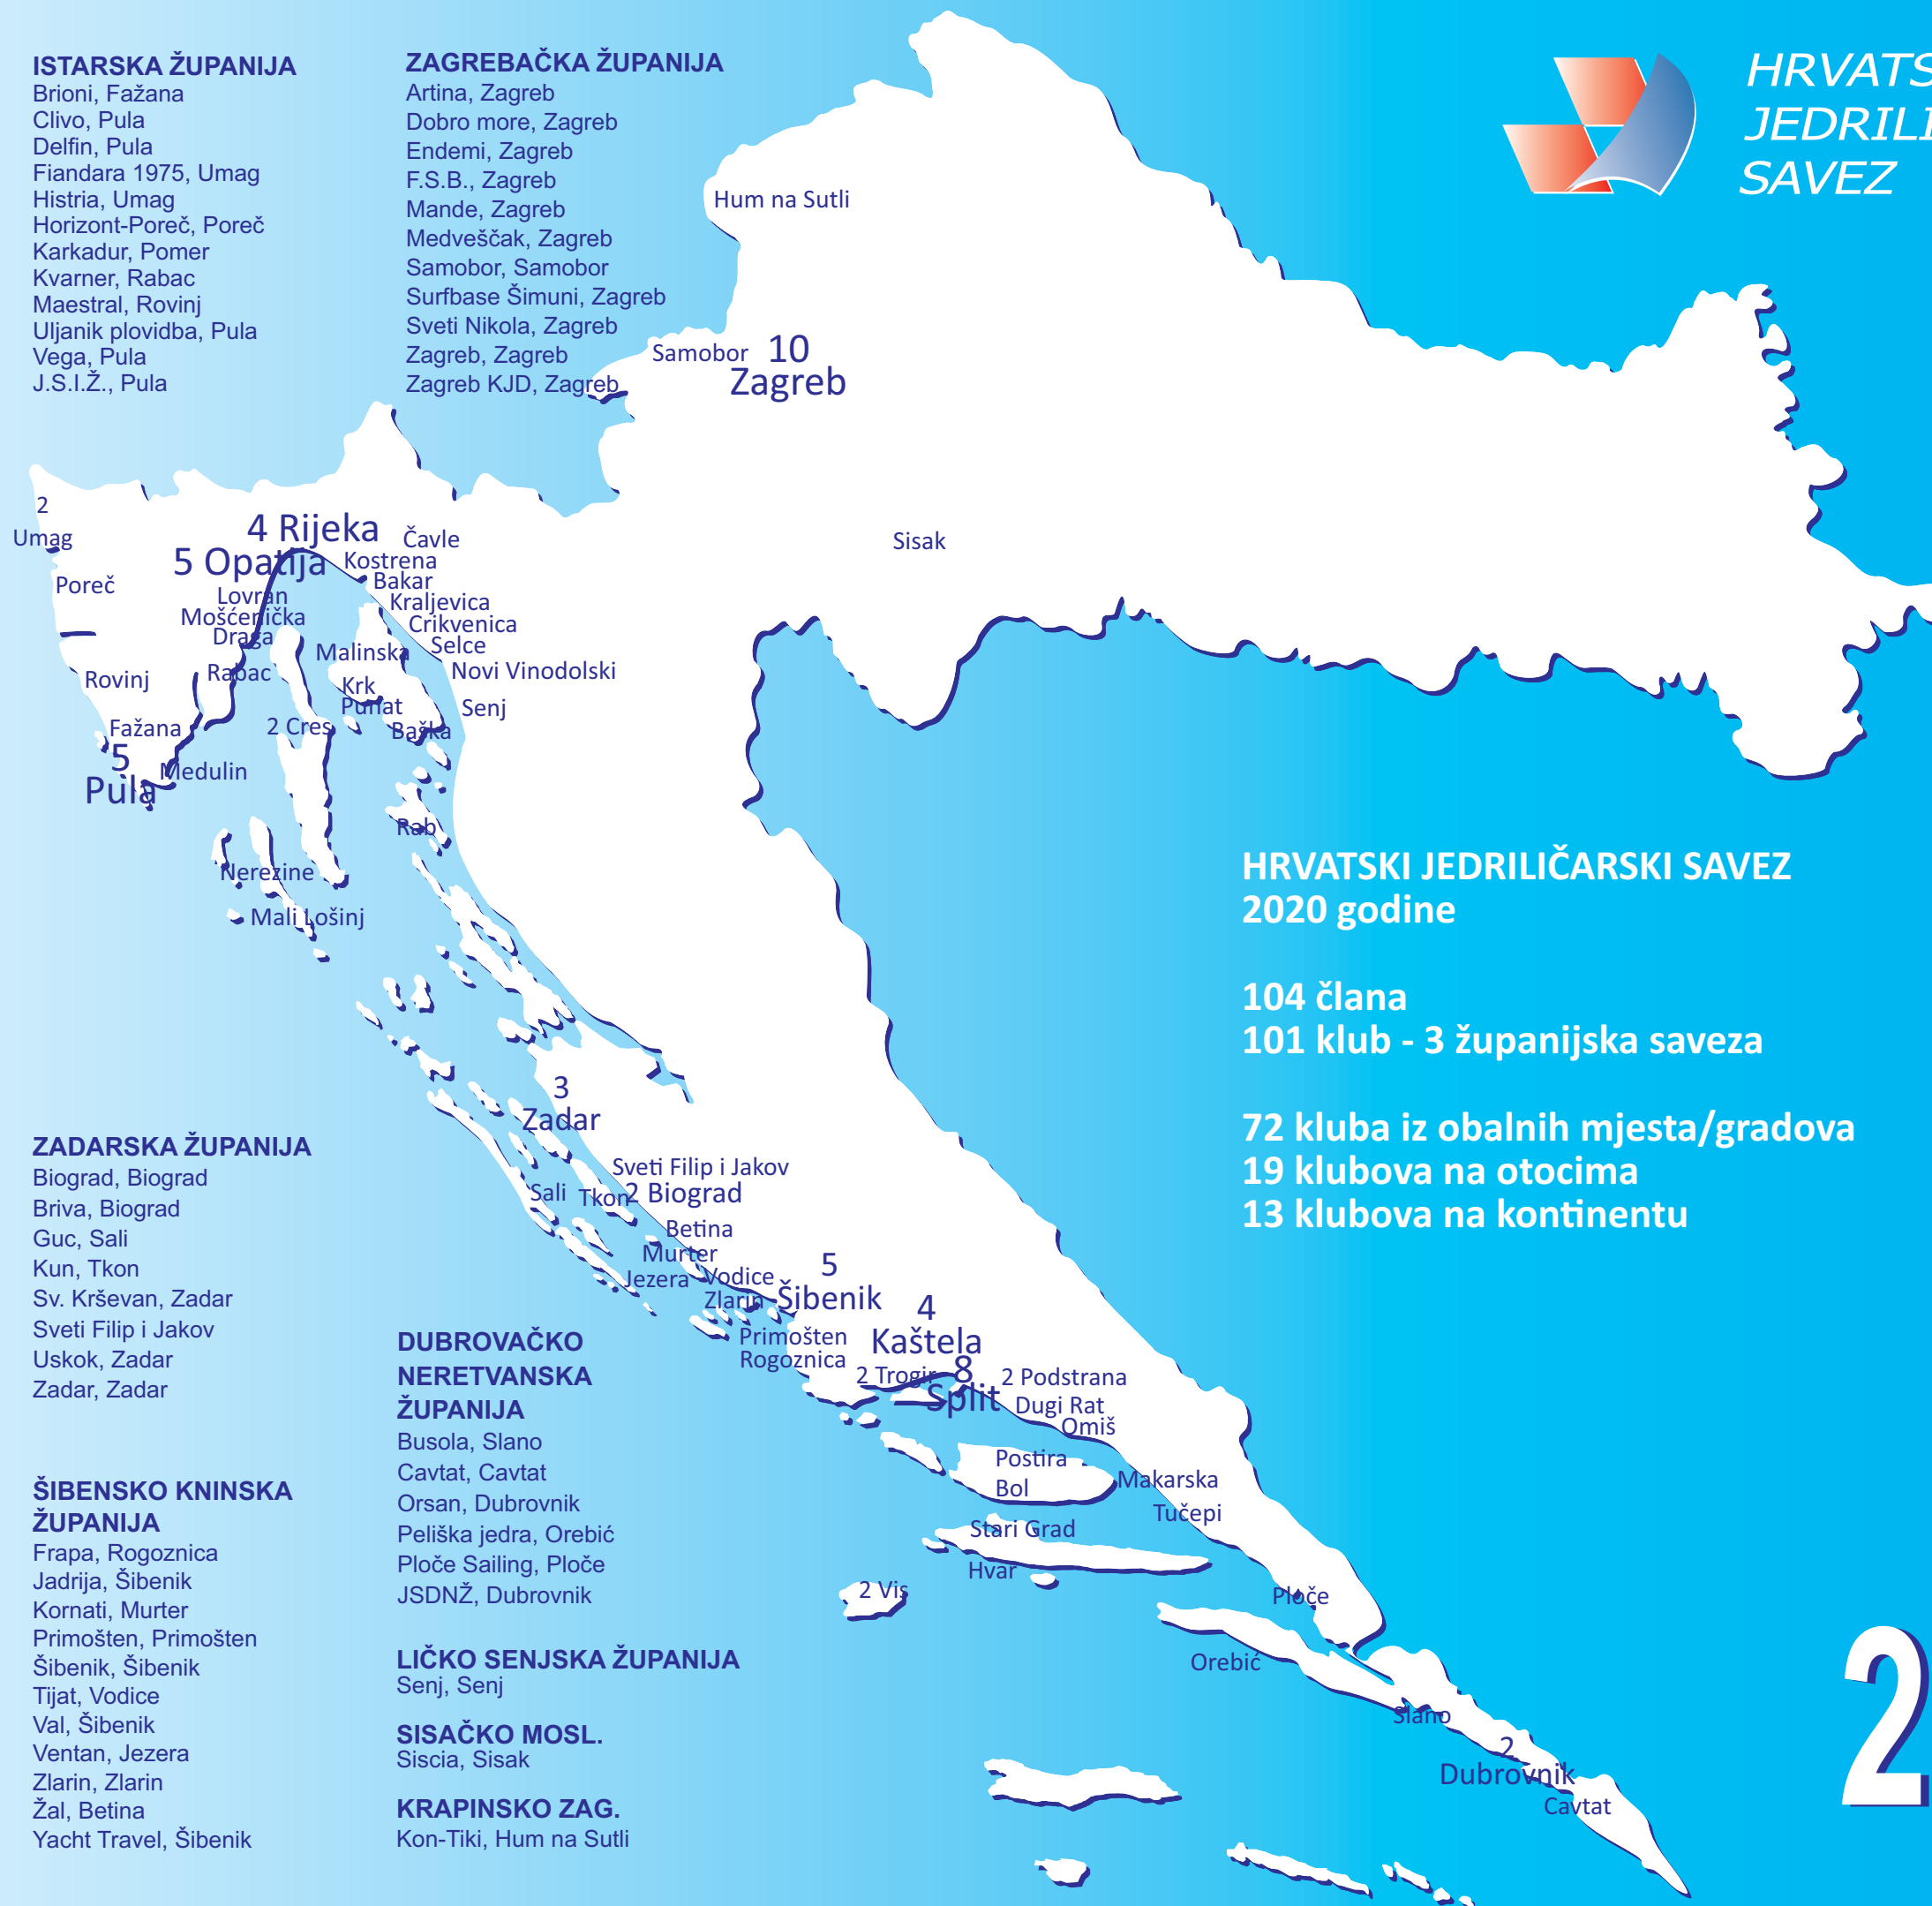 ISTARSKA ŽUPANIJA
Brioni, Fažana
Clivo, Pula
Delfin, Pula
Fiandara 1975, Umag
Histria, Umag
Horizont-Poreč, Poreč
Karkadur, Pomer
Kvarner, Rabac
Maestral, Rovinj
Uljanik plovidba, Pula
Vega, Pula
J.S.I.Ž., Pula
ZAGREBAČKA ŽUPANIJA
Artina, Zagreb
Dobro more, Zagreb
Endemi, Zagreb
F.S.B., Zagreb
Mande, Zagreb
Medveščak, Zagreb
Samobor, Samobor
Surfbase Šimuni, Zagreb
Sveti Nikola, Zagreb
Zagreb, Zagreb
Zagreb KJD, Zagreb
HRVATS
JEDRILI
SAVEZ
Hum na Sutli
Samobor
10
Zagreb
Sisak
2
Umag
Poreč
Rovinj
Fažana
5
Pula
Medulin
4 Rijeka
5 Opatija
Lovran
Mošćenička
Draga
Rabac
Čavle
Kostrena
Bakar
Kraljevica
Crikvenica
Selce
Novi Vinodolski
Senj
Malinska
Krk
Punat
Baška
2 Cres
Rab
Nerezine
Mali Lošinj
HRVATSKI JEDRILIČARSKI SAVEZ
2020 godine
104 člana
101 klub - 3 županijska saveza
72 kluba iz obalnih mjesta/gradova
19 klubova na otocima
13 klubova na kontinentu
3
Zadar
Sveti Filip i Jakov
Sali
Tkon
2 Biograd
Betina
Murter
Jezera
Vodice
Zlarin
5
Šibenik
Primošten
Rogoznica
4
Kaštela
2 Trogir
8
Split
2 Podstrana
Dugi Rat
Omiš
Postira
Bol
Makarska
Tučepi
Stari Grad
Hvar
2 Vis
Ploče
Orebić
Slano
2
Dubrovnik
Cavtat
ZADARSKA ŽUPANIJA
Biograd, Biograd
Briva, Biograd
Guc, Sali
Kun, Tkon
Sv. Krševan, Zadar
Sveti Filip i Jakov
Uskok, Zadar
Zadar, Zadar
ŠIBENSKO KNINSKA
ŽUPANIJA
Frapa, Rogoznica
Jadrija, Šibenik
Kornati, Murter
Primošten, Primošten
Šibenik, Šibenik
Tijat, Vodice
Val, Šibenik
Ventan, Jezera
Zlarin, Zlarin
Žal, Betina
Yacht Travel, Šibenik
DUBROVAČKO
NERETVANSKA
ŽUPANIJA
Busola, Slano
Cavtat, Cavtat
Orsan, Dubrovnik
Peliška jedra, Orebić
Ploče Sailing, Ploče
JSDNŽ, Dubrovnik
LIČKO SENJSKA ŽUPANIJA
Senj, Senj
SISAČKO MOSL.
Siscia, Sisak
KRAPINSKO ZAG.
Kon-Tiki, Hum na Sutli
2